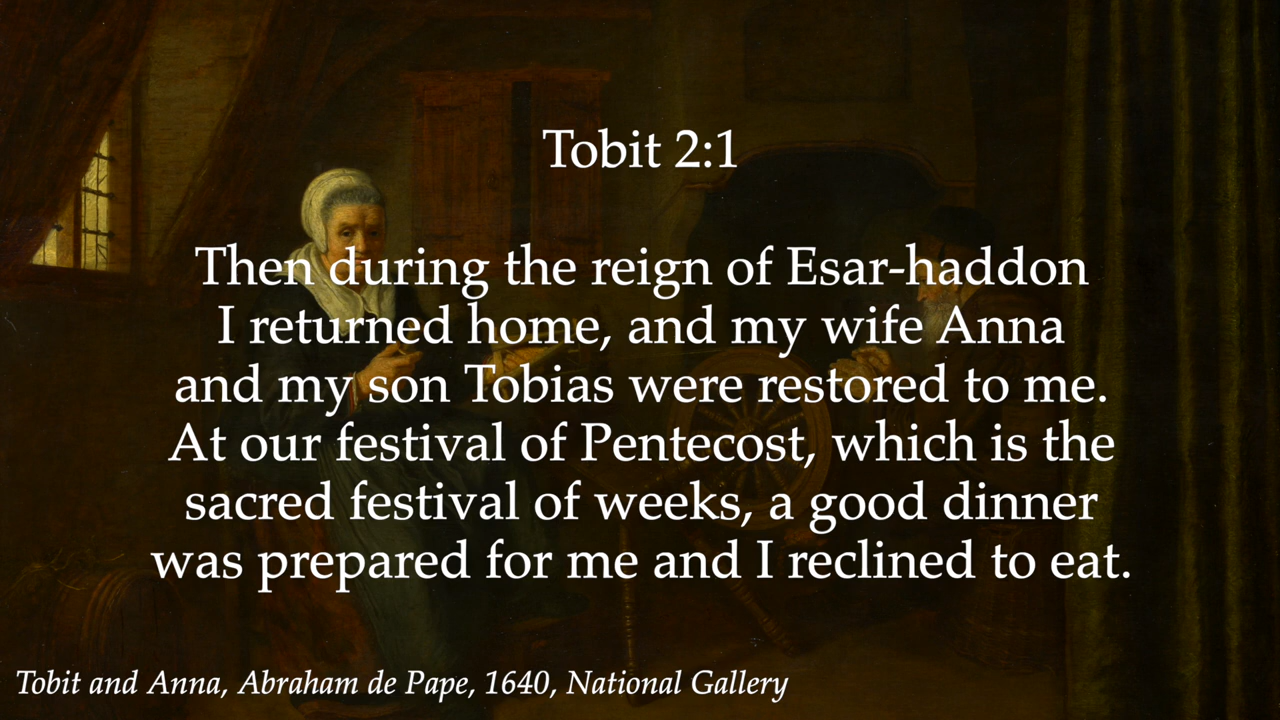 Tobit 2:1
Then during the reign of Esar-haddon
I returned home, and my wife Anna
and my son Tobias were restored to me.
At our festival of Pentecost, which is the
sacred festival of weeks, a good dinner
was prepared for me and I reclined to eat.
Tobit and Anna, Abraham de Pape, 1640, National Gallery